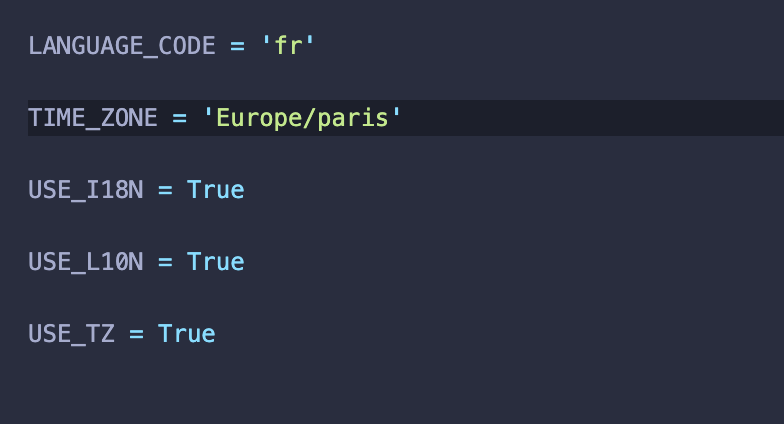 LANGUAGE_CODE = 'fr'
TIME_ZONE = 'Europe/paris'
USE_I18N = True
USE_L10N = True
USE_TZ = True